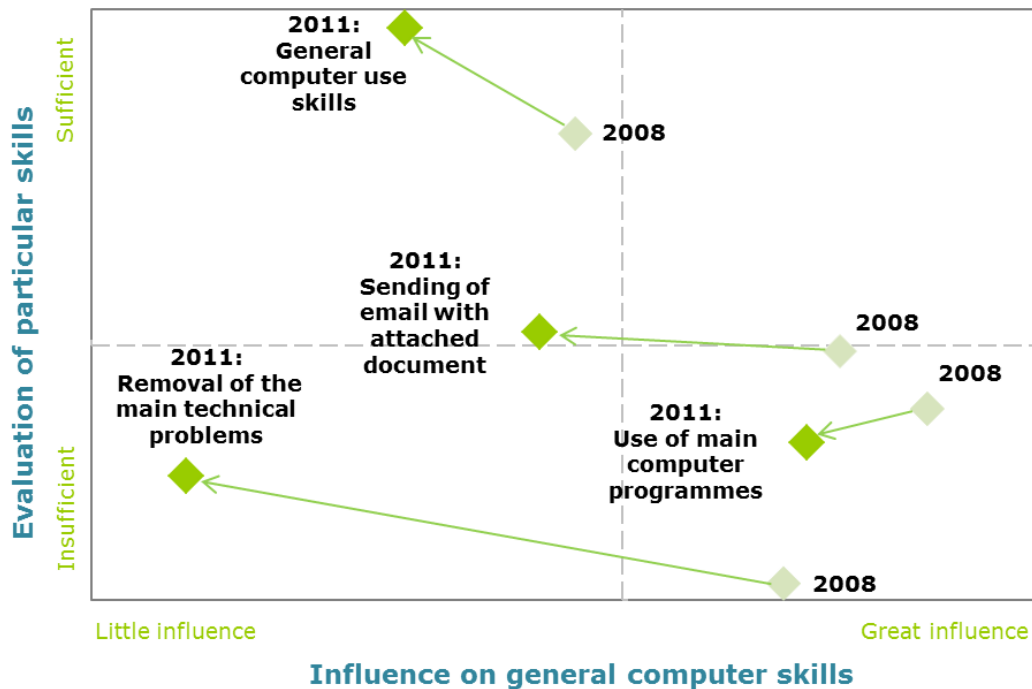 Evaluation of particular skills
Sufficient
Insufficient
2011:
General
computer use
skills
2008
2011:
Sending of
email with
attached
document
2008
2011:
Removal of the
main technical
problems
2008
2011:
Use of main
computer
programmes
2008
Little influence
Great influence
Influence on general computer skills